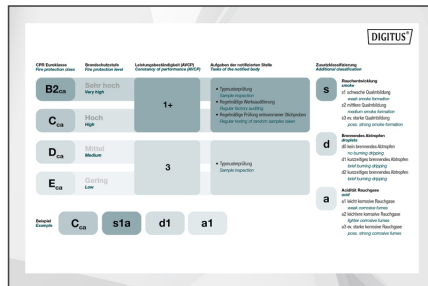 DIGITUS®
CPR Euroklasse
Fire protection class
Brandschutzstufe
Fire protection level
Leistungsbeständigkeit (AVCP)
Constancy of performance (AVCP)
Aufgaben der notifizierten Stelle
Tasks of the notified body
Zusatzklassifizierung
Additional classification
B2ca
Sehr hoch
Very high
Cca
Hoch
High
1+
• Typmusterprüfung
Sample inspection
• Regelmäßige Werksauditierung
Regular factory auditing
• Regelmäßige Prüfung entnommener Stichproben
Regular testing of random samples taken
Dca
Mittel
Medium
Eca
Gering
Low
3
• Typmusterprüfung
Sample inspection
s
Rauchentwicklung
smoke
s1 schwache Qualmbildung
weak smoke formation
s2 mittlere Qualmbildung
medium smoke formation
s3 ev. starke Qualmbildung
poss. strong smoke formation
d
Brennendes Abtropfen
droplets
d0 kein brennendes Abtropfen
no burning dripping
d1 kurzzeitiges brennendes Abtropfen
brief burning dripping
d2 kurzzeitiges brennendes Abtropfen
brief burning dripping
a
Acidität Rauchgase
acid
a1 leicht korrosive Rauchgase
weak corrosive fumes
a2 leichtere korrosive Rauchgase
lighter corrosive fumes
a3 ev. starke korrosive Rauchgase
poss. strong corrosive fumes
Beispiel
Example
Cca
s1a
d1
a1